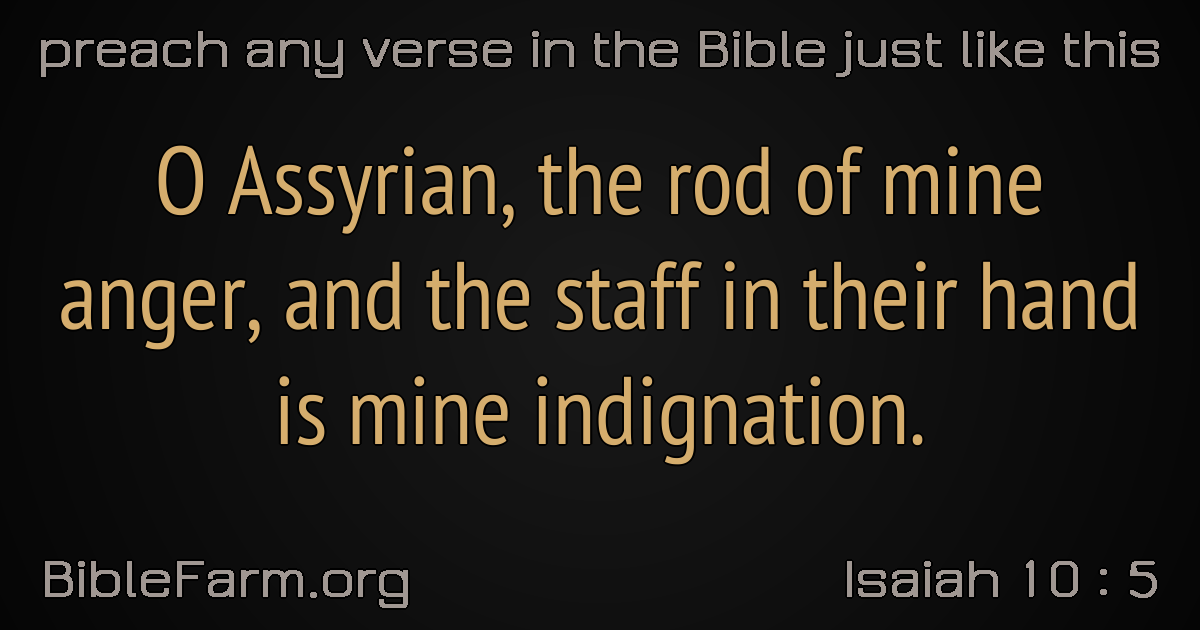 preach any verse in the Bible just like this
O Assyrian, the rod of mine
anger, and the staff in their hand
is mine indignation.
BibleFarm.org
Isaiah 10 : 5